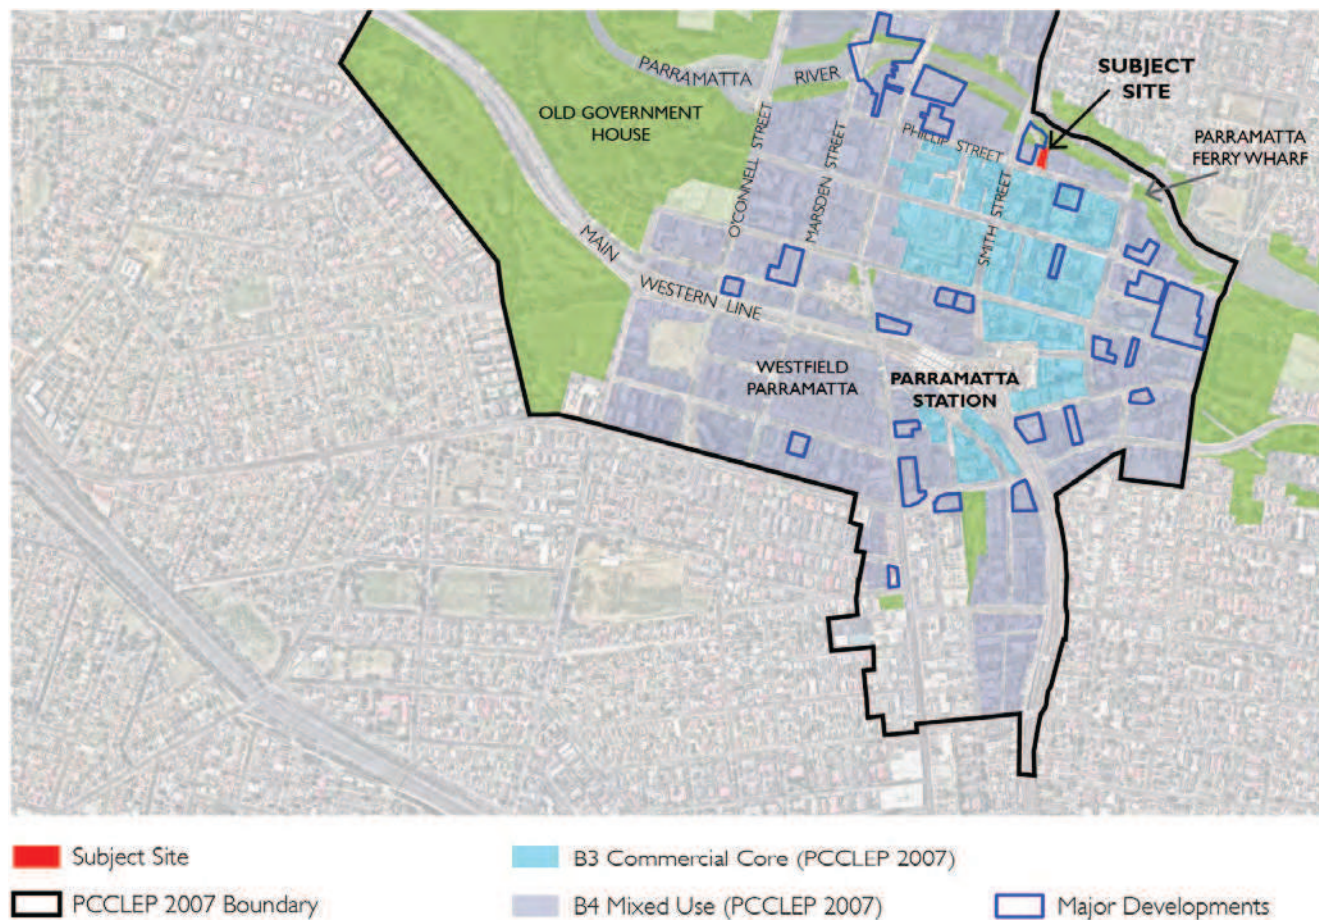 SUBJECT
SITE
PARRAMATTA
RIVER
OLD GOVERNMENT
HOUSE
PARRAMATTA
FERRY WHARF
PHILLIP STREET
O'CONNELL STREET
MARSDEN STREET
SMITH STREET
MAIN
WESTERN LINE
WESTFIELD
PARRAMATTA
PARRAMATTA
STATION
Subject Site
B3 Commercial Core (PCCLEP 2007)
PCCLEP 2007 Boundary
B4 Mixed Use (PCCLEP 2007)
Major Developments